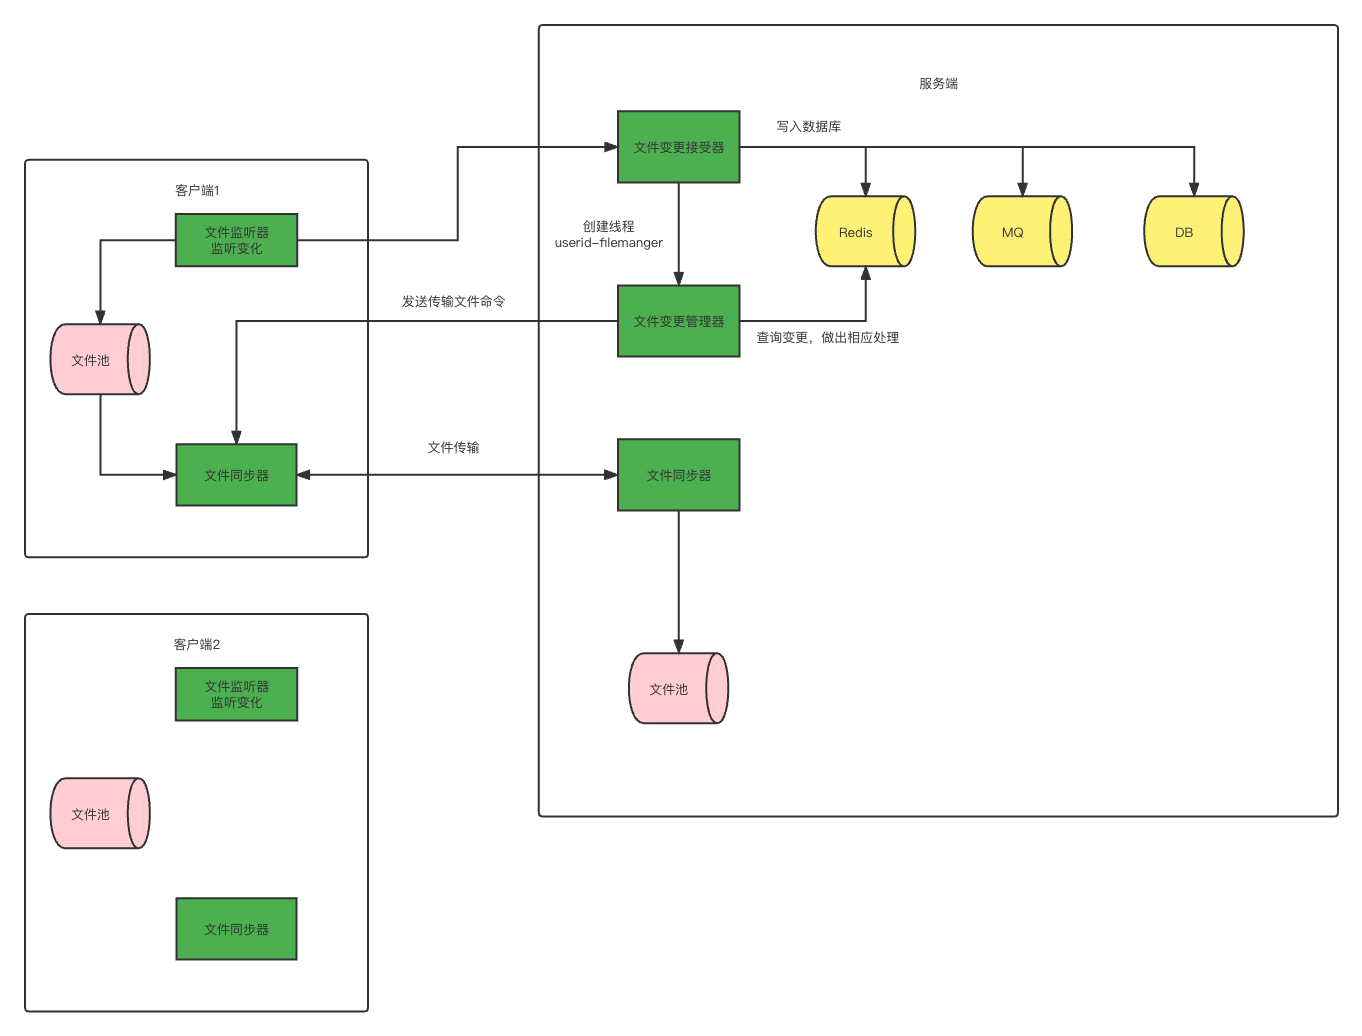 服务端
文件变更接受器
写入数据库
客户端1
文件监听器
监听变化
创建线程
userid-filemanger
Redis
MQ
DB
发送传输文件命令
文件变更管理器
查询变更，做出相应处理
文件池
文件传输
文件同步器
文件同步器
客户端2
文件监听器
监听变化
文件池
文件池
文件同步器